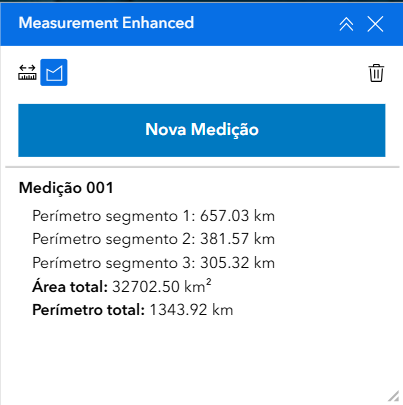 Measurement Enhanced
Nova Medição
Medição 001
Perímetro segmento 1: 657.03 km
Perímetro segmento 2: 381.57 km
Perímetro segmento 3: 305.32 km
Área total: 32702.50 km²
Perímetro total: 1343.92 km